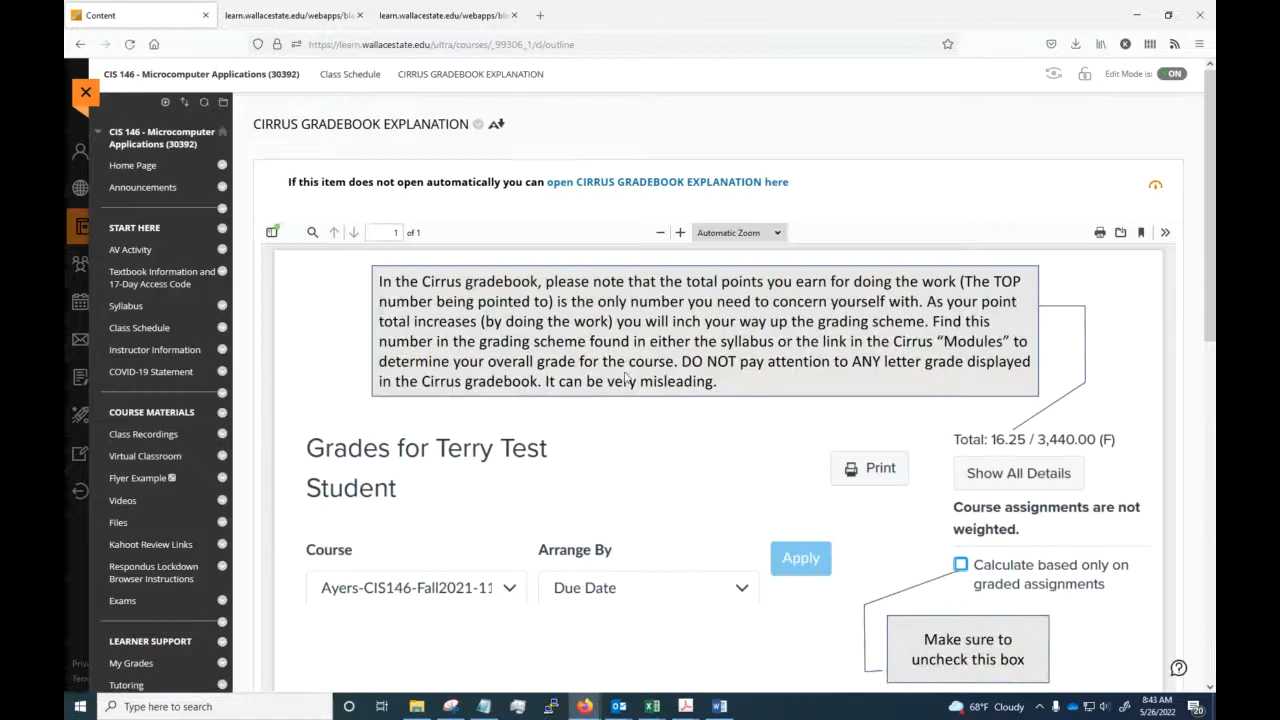 Content
learn.wallacestate.edu/webapps/bla
learn.wallacestate.edu/webapps/bla
https://learn.wallacestate.edu/ultra/courses/_99306_1/cl/outline
CIS 146 - Microcomputer Applications (30392)
Class Schedule
CIRRUS GRADEBOOK EXPLANATION
Edit Mode is:
ON
CIS 146 - Microcomputer
Applications (30392)
Home Page
Announcements
START HERE
AV Activity
Textbook Information and
17-Day Access Code
Syllabus
Class Schedule
Instructor Information
COVID-19 Statement
COURSE MATERIALS
Class Recordings
Virtual Classroom
Flyer Example
Videos
Files
Kahoot Review Links
Respondus Lockdown
Browser Instructions
Exams
LEARNER SUPPORT
My Grades
Tutoring
Priv
Term
CIRRUS GRADEBOOK EXPLANATION
If this item does not open automatically you can open CIRRUS GRADEBOOK EXPLANATION here
1 of 1
Automatic Zoom
In the Cirrus gradebook, please note that the total points you earn for doing the work (The TOP
number being pointed to) is the only number you need to concern yourself with. As your point
total increases (by doing the work) you will inch your way up the grading scheme. Find this
number in the grading scheme found in either the syllabus or the link in the Cirrus “Modules” to
determine your overall grade for the course. DO NOT pay attention to ANY letter grade displayed
in the Cirrus gradebook. It can be very misleading.
Grades for Terry Test
Student
Print
Total: 16.25 / 3,440.00 (F)
Show All Details
Course assignments are not
weighted.
Calculate based only on
graded assignments
Course
Arrange By
Apply
Ayers-CIS146-Fall2021-11
Due Date
Make sure to
uncheck this box
Type here to search
68°F Cloudy
8:43 AM
5/26/2022
20